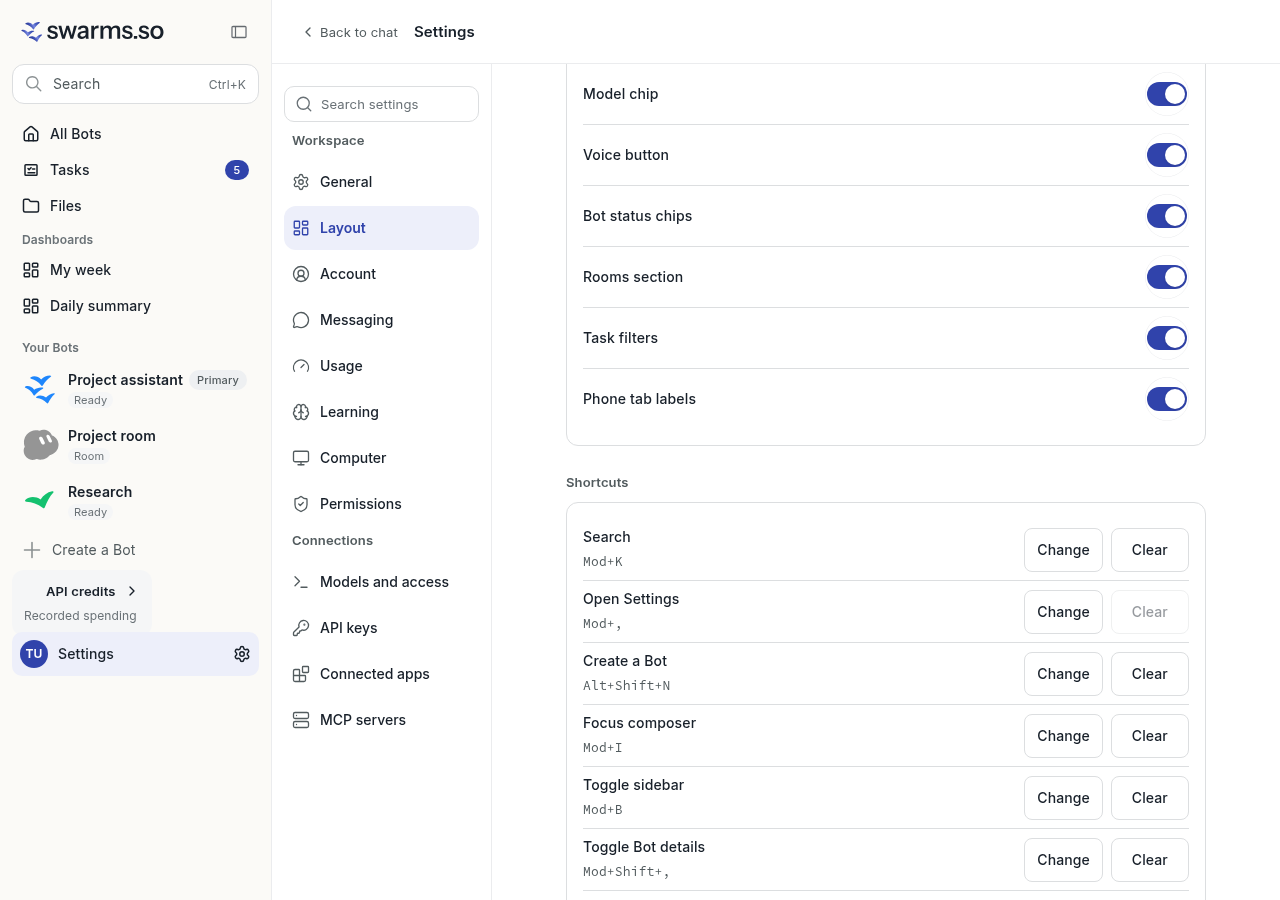 swarms.so
Search
Ctrl+K
All Bots
Tasks
5
Files
Dashboards
My week
Daily summary
Your Bots
Project assistant
Primary
Ready
Project room
Room
Research
Ready
Create a Bot
API credits
Recorded spending
TU
Settings
Back to chat
Settings
Search settings
Workspace
General
Layout
Account
Messaging
Usage
Learning
Computer
Permissions
Connections
Models and access
API keys
Connected apps
MCP servers
Model chip
Voice button
Bot status chips
Rooms section
Task filters
Phone tab labels
Shortcuts
Search
Mod+K
Change
Clear
Open Settings
Mod+,
Change
Clear
Create a Bot
Alt+Shift+N
Change
Clear
Focus composer
Mod+I
Change
Clear
Toggle sidebar
Mod+B
Change
Clear
Toggle Bot details
Mod+Shift+,
Change
Clear